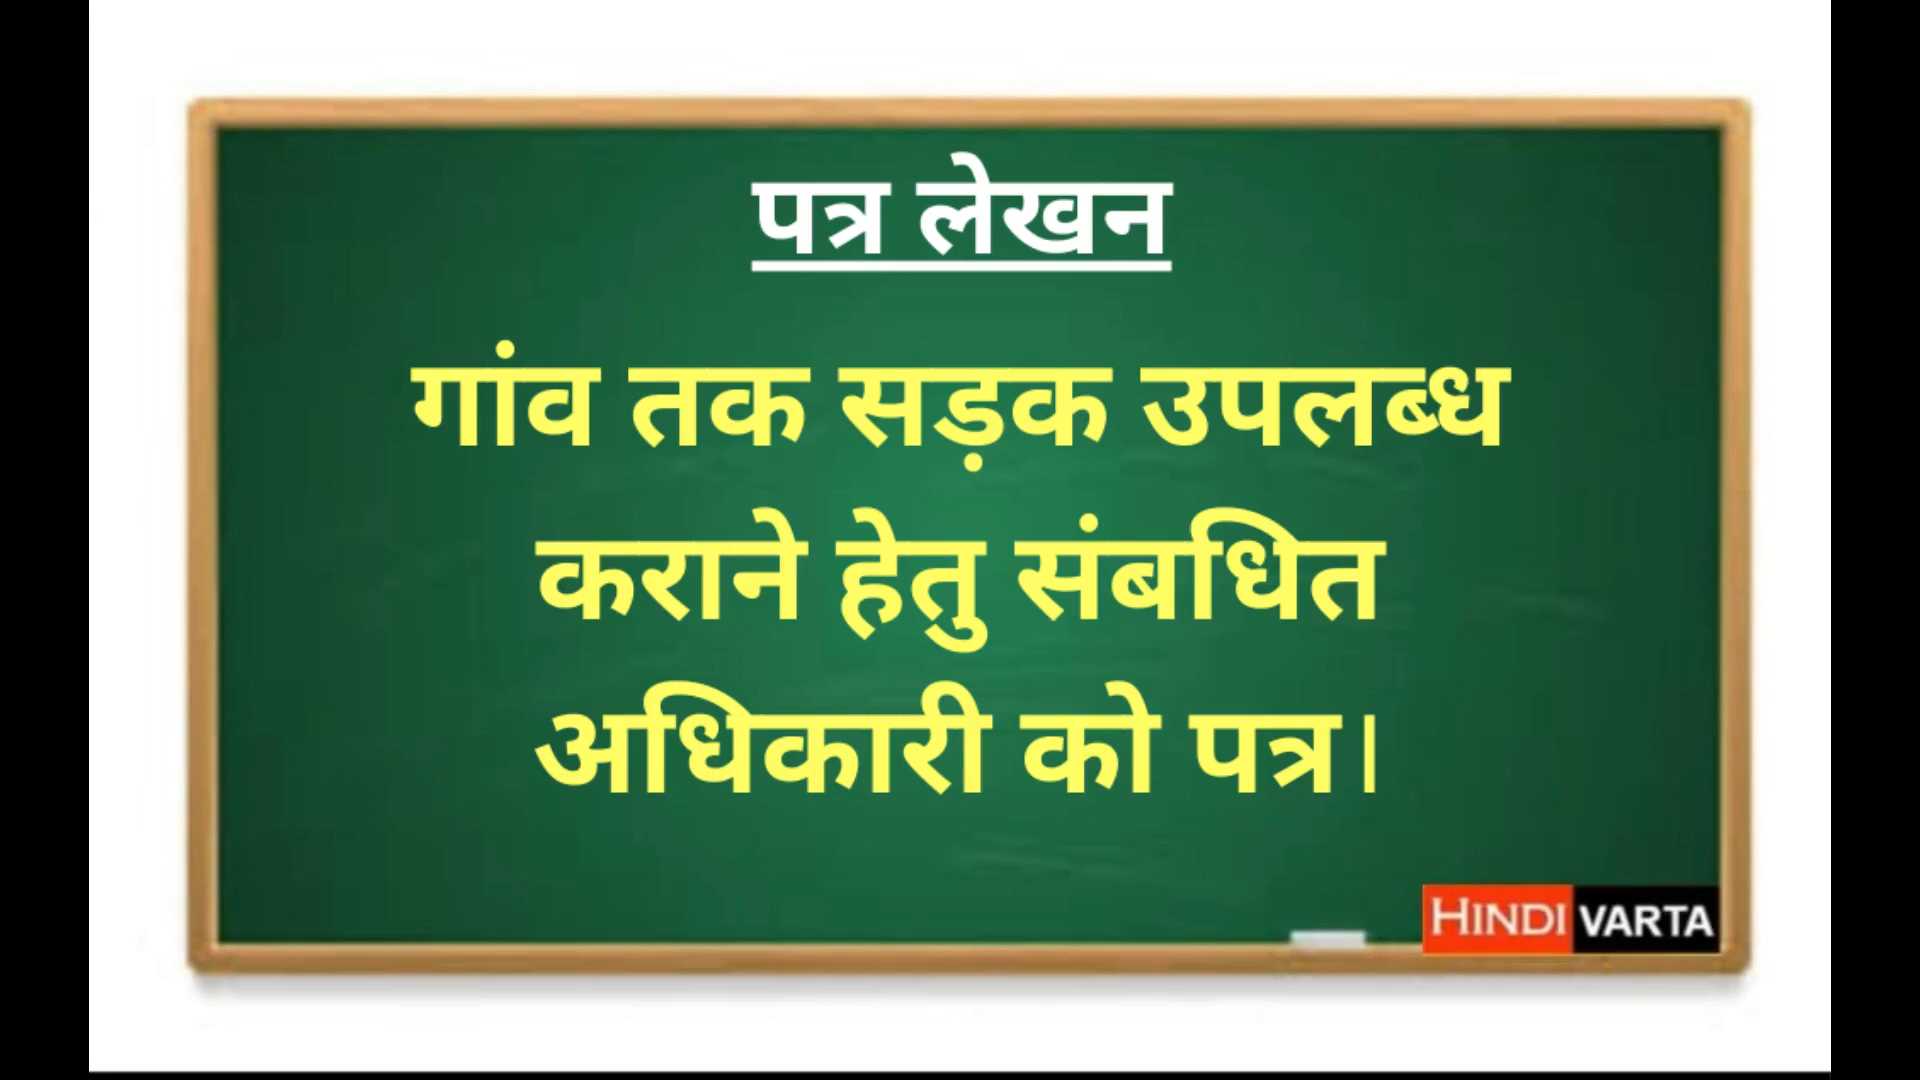 पत्र लेखन
गांव तक सड़क उपलब्ध
कराने हेतु संबधित
अधिकारी को पत्र।
HINDI VARTA